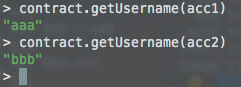 > contract.getUsername(acc1)
"aaa"
> contract.getUsername(acc2)
"bbb"
>